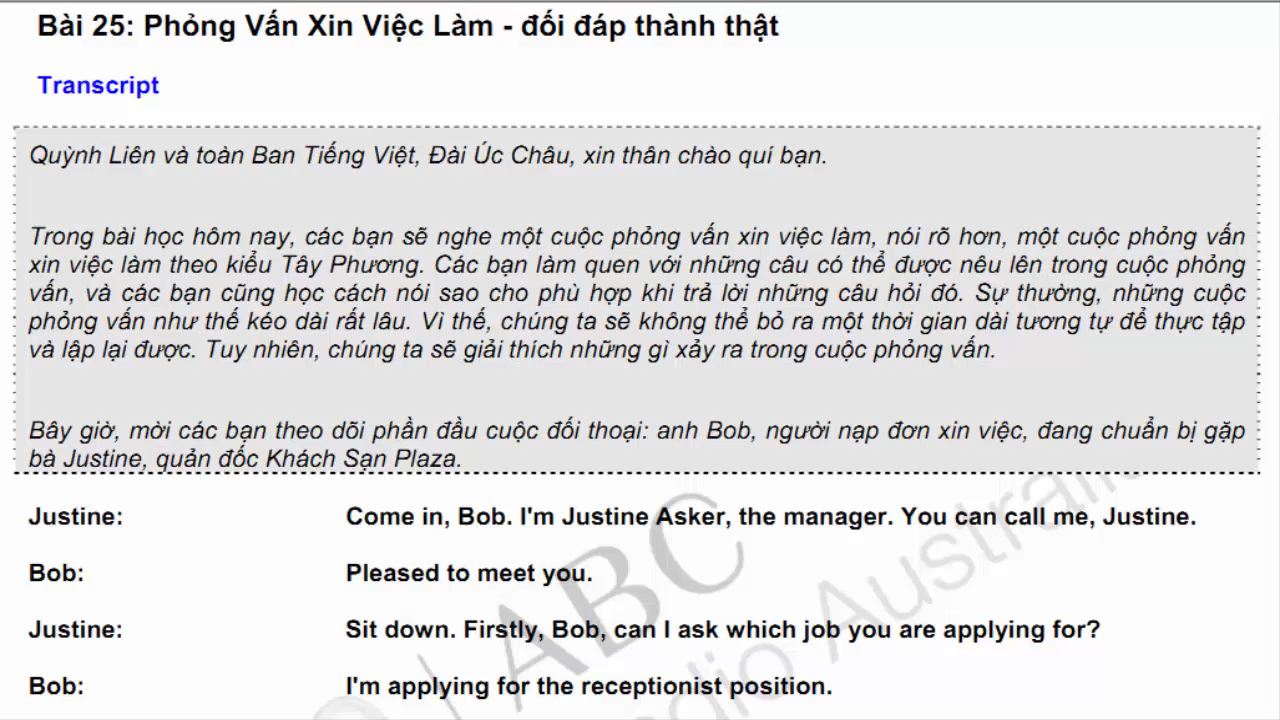 Bài 25: Phỏng Vấn Xin Việc Làm - đối đáp thành thật
Transcript
Quỳnh Liên và toàn Ban Tiếng Việt, Đài Úc Châu, xin thân chào quí bạn.
Trong bài học hôm nay, các bạn sẽ nghe một cuộc phỏng vấn xin việc làm, nói rõ hơn, một cuộc phỏng vấn
xin việc làm theo kiểu Tây Phương. Các bạn làm quen với những câu có thể được nêu lên trong cuộc phỏng
vấn, và các bạn cũng học cách nói sao cho phù hợp khi trả lời những câu hỏi đó. Sự thường, những cuộc
phỏng vấn như thế kéo dài rất lâu. Vì thế, chúng ta sẽ không thể bỏ ra một thời gian dài tương tự để thực tập
và lập lại được. Tuy nhiên, chúng ta sẽ giải thích những gì xảy ra trong cuộc phỏng vấn.
Bây giờ, mời các bạn theo dõi phần đầu cuộc đối thoại: anh Bob, người nạp đơn xin việc, đang chuẩn bị gặp
bà Justine, quản đốc Khách Sạn Plaza.
Justine: Come in, Bob. I'm Justine Asker, the manager. You can call me, Justine.
Bob: Pleased to meet you.
Justine: Sit down. Firstly, Bob, can I ask which job you are applying for?
Bob: I'm applying for the receptionist position.
ABC
Australia